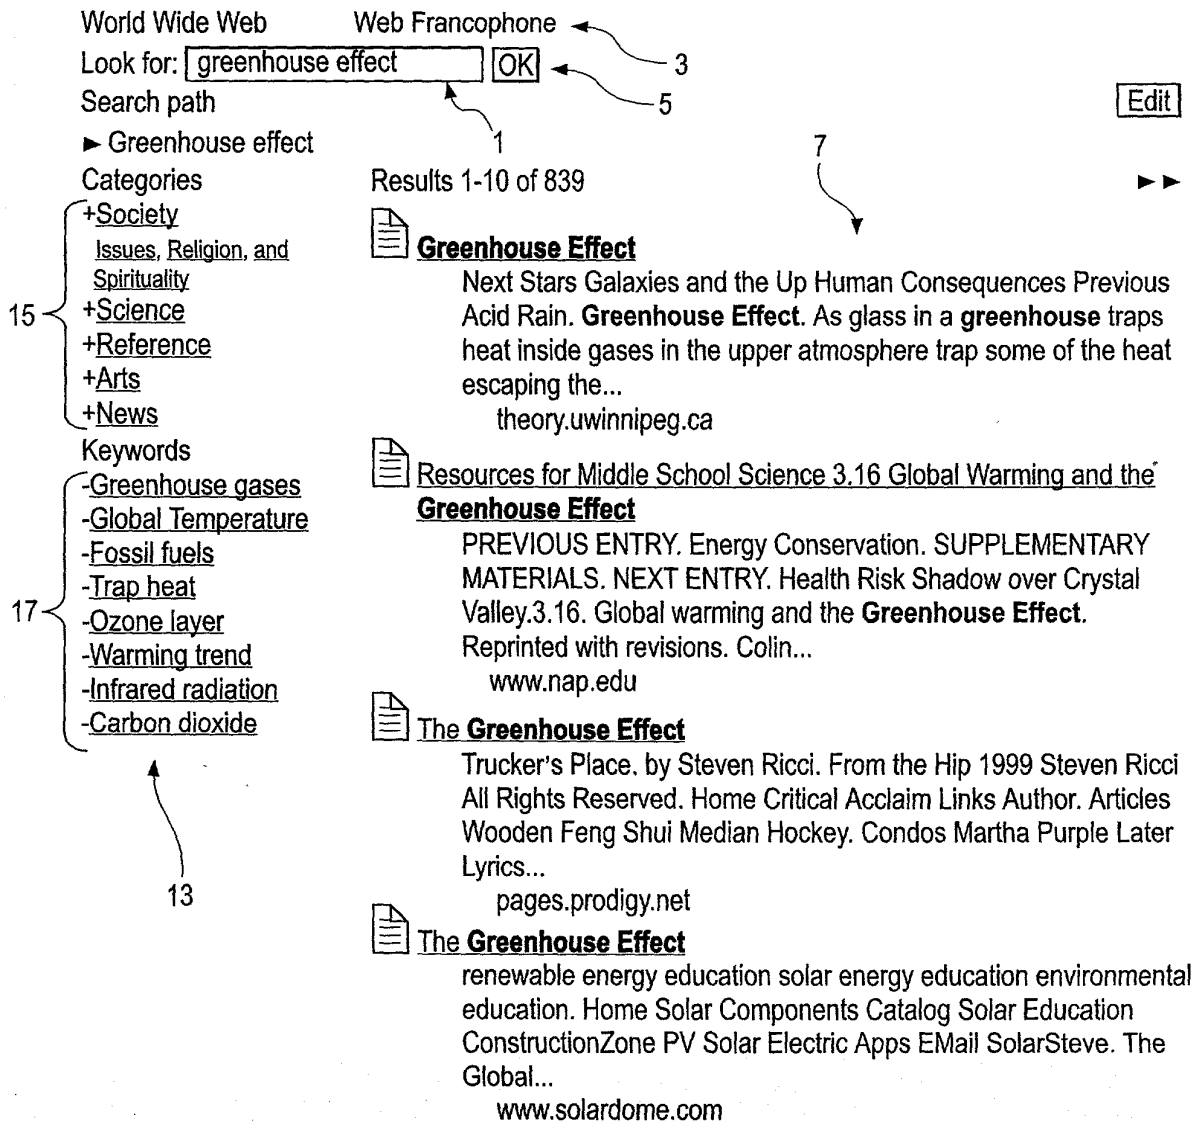 World Wide Web Web Francophone
3
Look for: greenhouse effect OK
5
Search path Edit
1
► Greenhouse effect
7
Categories Results 1-10 of 839 ►►
15
+Society
Issues, Religion, and
Spirituality
+Science
+Reference
+Arts
+News
Keywords
17
-Greenhouse gases
-Global Temperature
-Fossil fuels
-Trap heat
-Ozone layer
-Warming trend
-Infrared radiation
-Carbon dioxide
13
Greenhouse Effect
Next Stars Galaxies and the Up Human Consequences Previous
Acid Rain. Greenhouse Effect. As glass in a greenhouse traps
heat inside gases in the upper atmosphere trap some of the heat
escaping the...
theory.uwinnipeg.ca
Resources for Middle School Science 3.16 Global Warming and the
Greenhouse Effect
PREVIOUS ENTRY. Energy Conservation. SUPPLEMENTARY
MATERIALS. NEXT ENTRY. Health Risk Shadow over Crystal
Valley.3.16. Global warming and the Greenhouse Effect.
Reprinted with revisions. Colin...
www.nap.edu
The Greenhouse Effect
Trucker's Place. by Steven Ricci. From the Hip 1999 Steven Ricci
All Rights Reserved. Home Critical Acclaim Links Author. Articles
Wooden Feng Shui Median Hockey. Condos Martha Purple Later
Lyrics...
pages.prodigy.net
The Greenhouse Effect
renewable energy education solar energy education environmental
education. Home Solar Components Catalog Solar Education
ConstructionZone PV Solar Electric Apps EMail SolarSteve. The
Global...
www.solardome.com